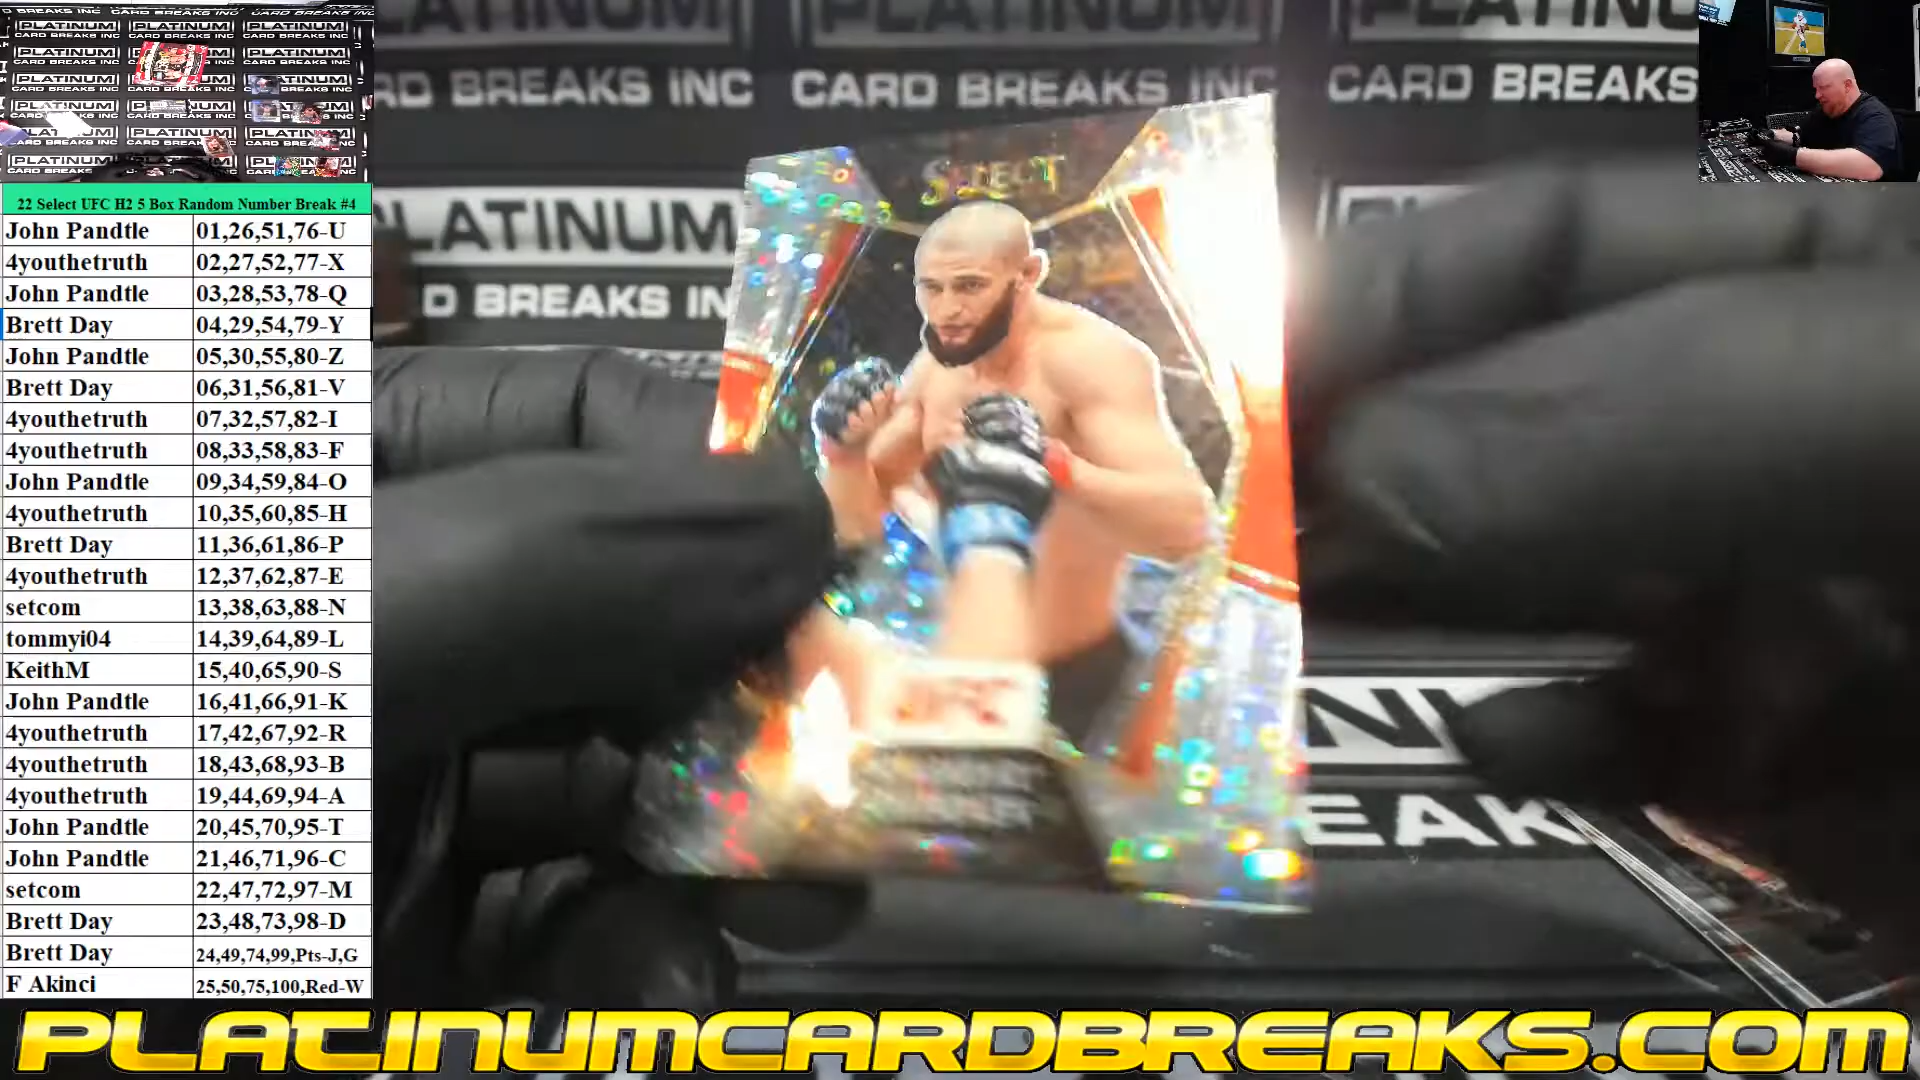 PLATINUM
CARD BREAKS INC
22 Select UFC H2 5 Box Random Number Break #4
John Pandtle 01,26,51,76-U
4youthetruth 02,27,52,77-X
John Pandtle 03,28,53,78-Q
Brett Day 04,29,54,79-Y
John Pandtle 05,30,55,80-Z
Brett Day 06,31,56,81-V
4youthetruth 07,32,57,82-I
4youthetruth 08,33,58,83-F
John Pandtle 09,34,59,84-O
4youthetruth 10,35,60,85-H
Brett Day 11,36,61,86-P
4youthetruth 12,37,62,87-E
setcom 13,38,63,88-N
tommyi04 14,39,64,89-L
KeithM 15,40,65,90-S
John Pandtle 16,41,66,91-K
4youthetruth 17,42,67,92-R
4youthetruth 18,43,68,93-B
4youthetruth 19,44,69,94-A
John Pandtle 20,45,70,95-T
John Pandtle 21,46,71,96-C
setcom 22,47,72,97-M
Brett Day 23,48,73,98-D
Brett Day 24,49,74,99,Pts-J,G
F Akinci 25,50,75,100,Red-W
CARD BREAKS INC
CARD BREAKS INC
CARD BREAKS
SELECT
PLATINUM
D BREAKS IN
UFC
EAK
PLATINUMCARDBREAKS.COM